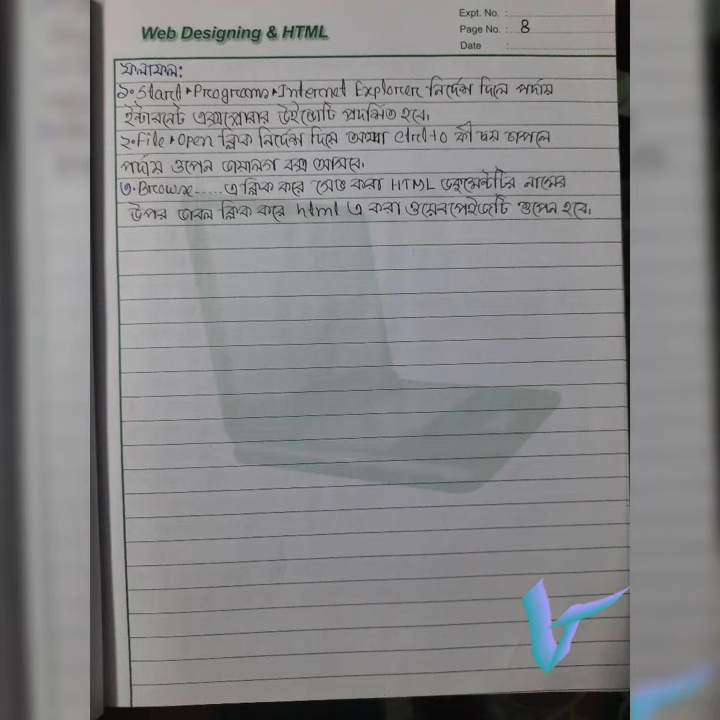 Expt. No. :
Web Designing & HTML
Page No. : 8
Date :
ফলাফল:
১. Start ▸ Programs ▸ Internet Explorer নির্দেশ দিলে পর্দায়
ইন্টারনেট এক্সপ্লোরার উইন্ডোটি প্রদর্শিত হবে।
২. File ▸ Open ক্লিক নির্দেশ দিলে অথবা ctrl+o কী দ্বয় চাপলে
পর্দায় ওপেন ডায়ালগ বক্স আসবে।
৩. Browse..... এ ক্লিক করে সেভ করা HTML ডকুমেন্টটির নামের
উপর ডাবল ক্লিক করে html এ করা ওয়েবপেইজটি ওপেন হবে।